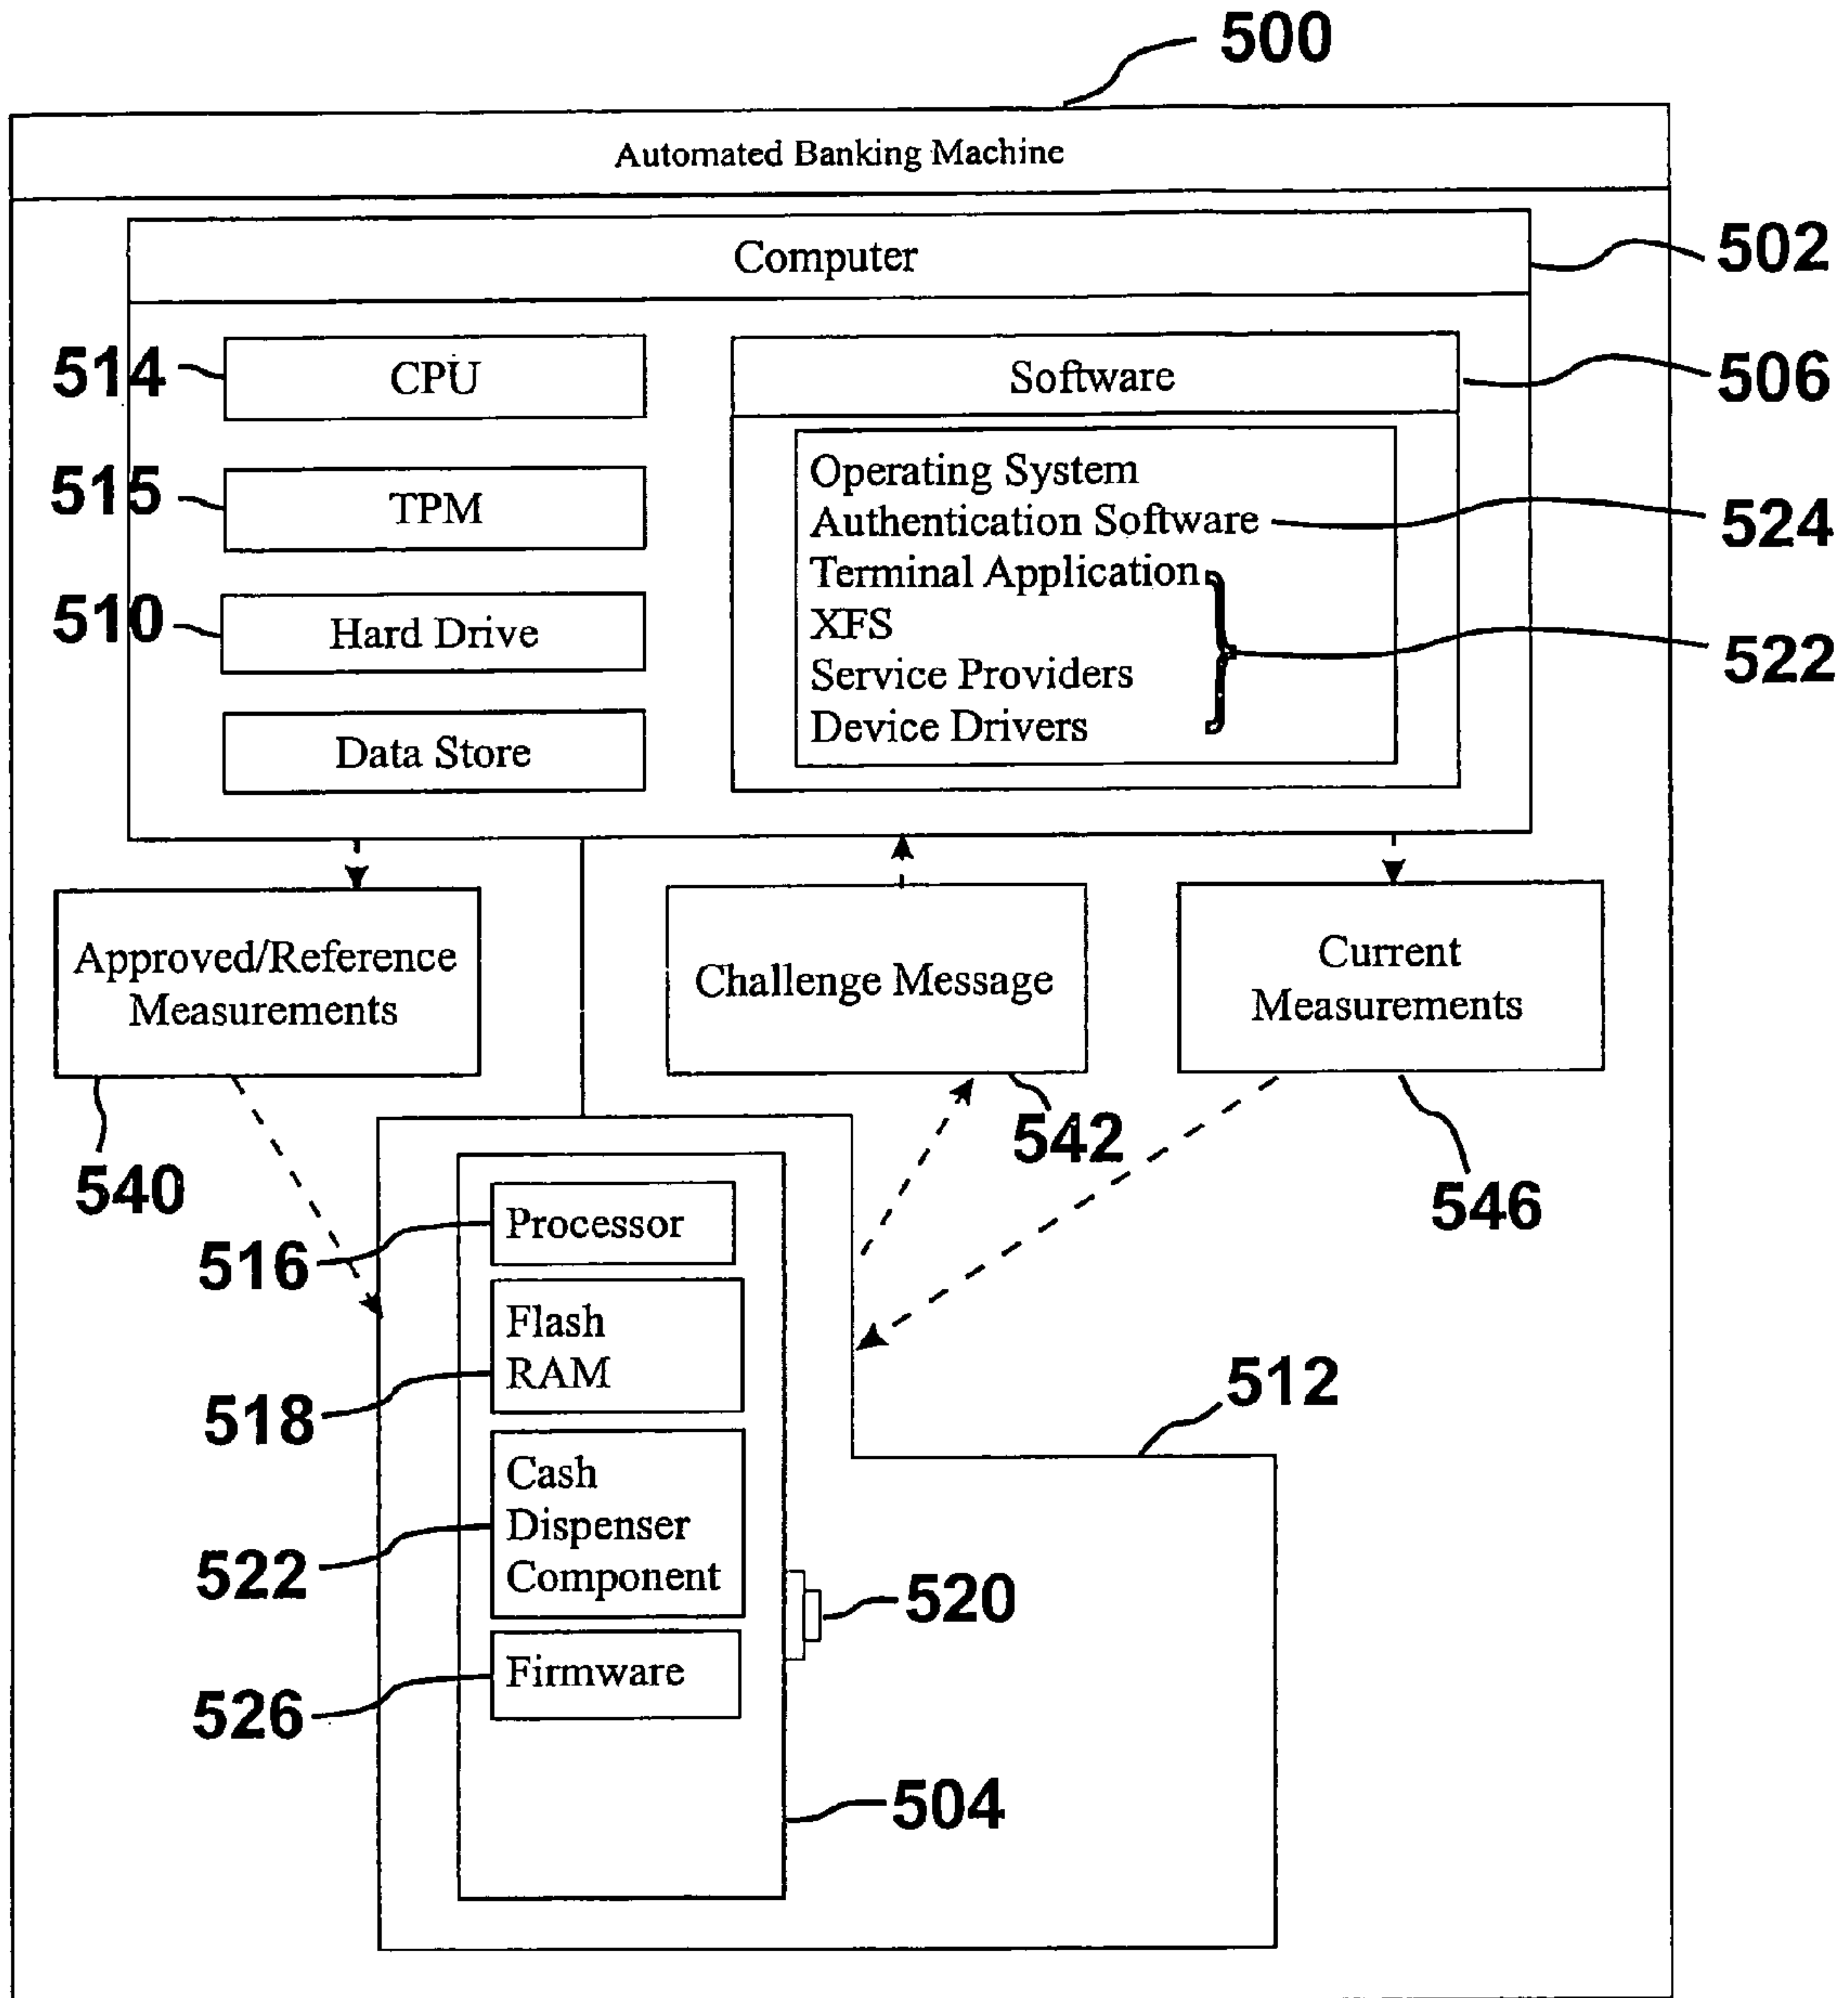 500
Automated Banking Machine
Computer
502
514
CPU
Software
506
515
TPM
Operating System
Authentication Software
524
Terminal Application
510
Hard Drive
XFS
Service Providers
522
Data Store
Device Drivers
Approved/Reference
Measurements
Challenge Message
Current
Measurements
540
542
546
516
Processor
Flash
RAM
518
512
Cash
Dispenser
Component
522
520
Firmware
526
504